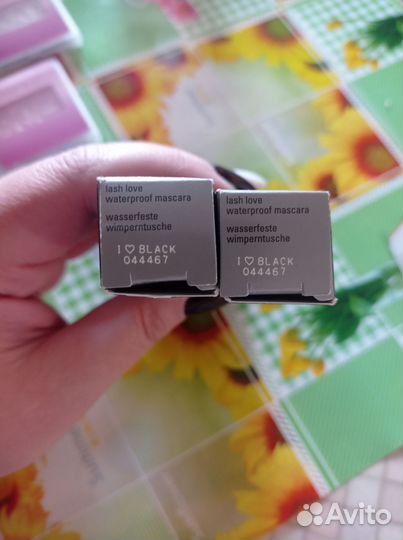 lash love
waterproof mascara
wasserfeste
wimperntusche
I ♡ BLACK
044467
lash love
waterproof mascara
wasserfeste
wimperntusche
I ♡ BLACK
044467
Avito